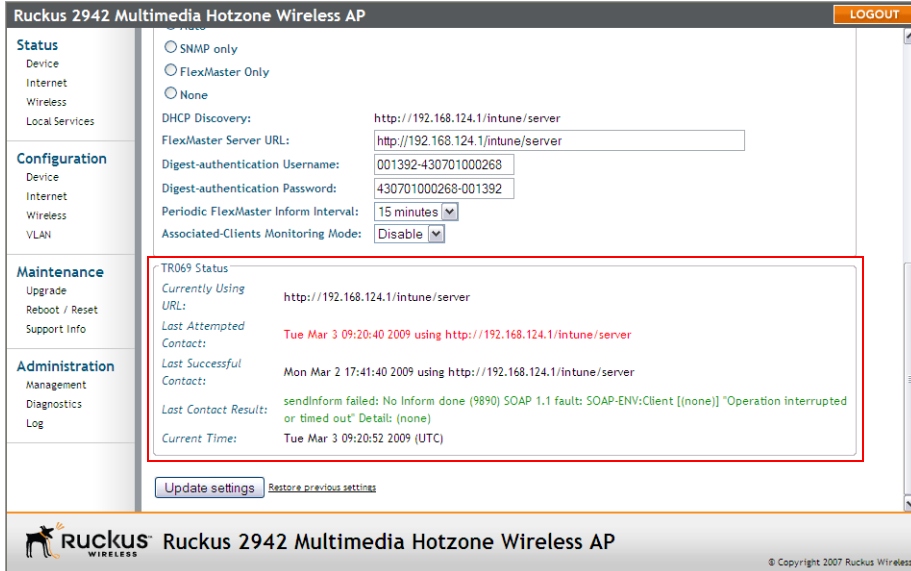 Ruckus 2942 Multimedia Hotzone Wireless AP
LOGOUT
Status
Device
Internet
Wireless
Local Services
Configuration
Device
Internet
Wireless
VLAN
Maintenance
Upgrade
Reboot / Reset
Support Info
Administration
Management
Diagnostics
Log
Auto
SNMP only
FlexMaster Only
None
DHCP Discovery: http://192.168.124.1/intune/server
FlexMaster Server URL: http://192.168.124.1/intune/server
Digest-authentication Username: 001392-430701000268
Digest-authentication Password: 430701000268-001392
Periodic FlexMaster Inform Interval: 15 minutes
Associated-Clients Monitoring Mode: Disable
TR069 Status
Currently Using
URL: http://192.168.124.1/intune/server
Last Attempted
Contact: Tue Mar 3 09:20:40 2009 using http://192.168.124.1/intune/server
Last Successful
Contact: Mon Mar 2 17:41:40 2009 using http://192.168.124.1/intune/server
Last Contact Result: sendInform failed: No Inform done (9890) SOAP 1.1 fault: SOAP-ENV:Client [(none)] "Operation interrupted
or timed out" Detail: (none)
Current Time: Tue Mar 3 09:20:52 2009 (UTC)
Update settings Restore previous settings
Ruckus WIRELESS
Ruckus 2942 Multimedia Hotzone Wireless AP
© Copyright 2007 Ruckus Wireless